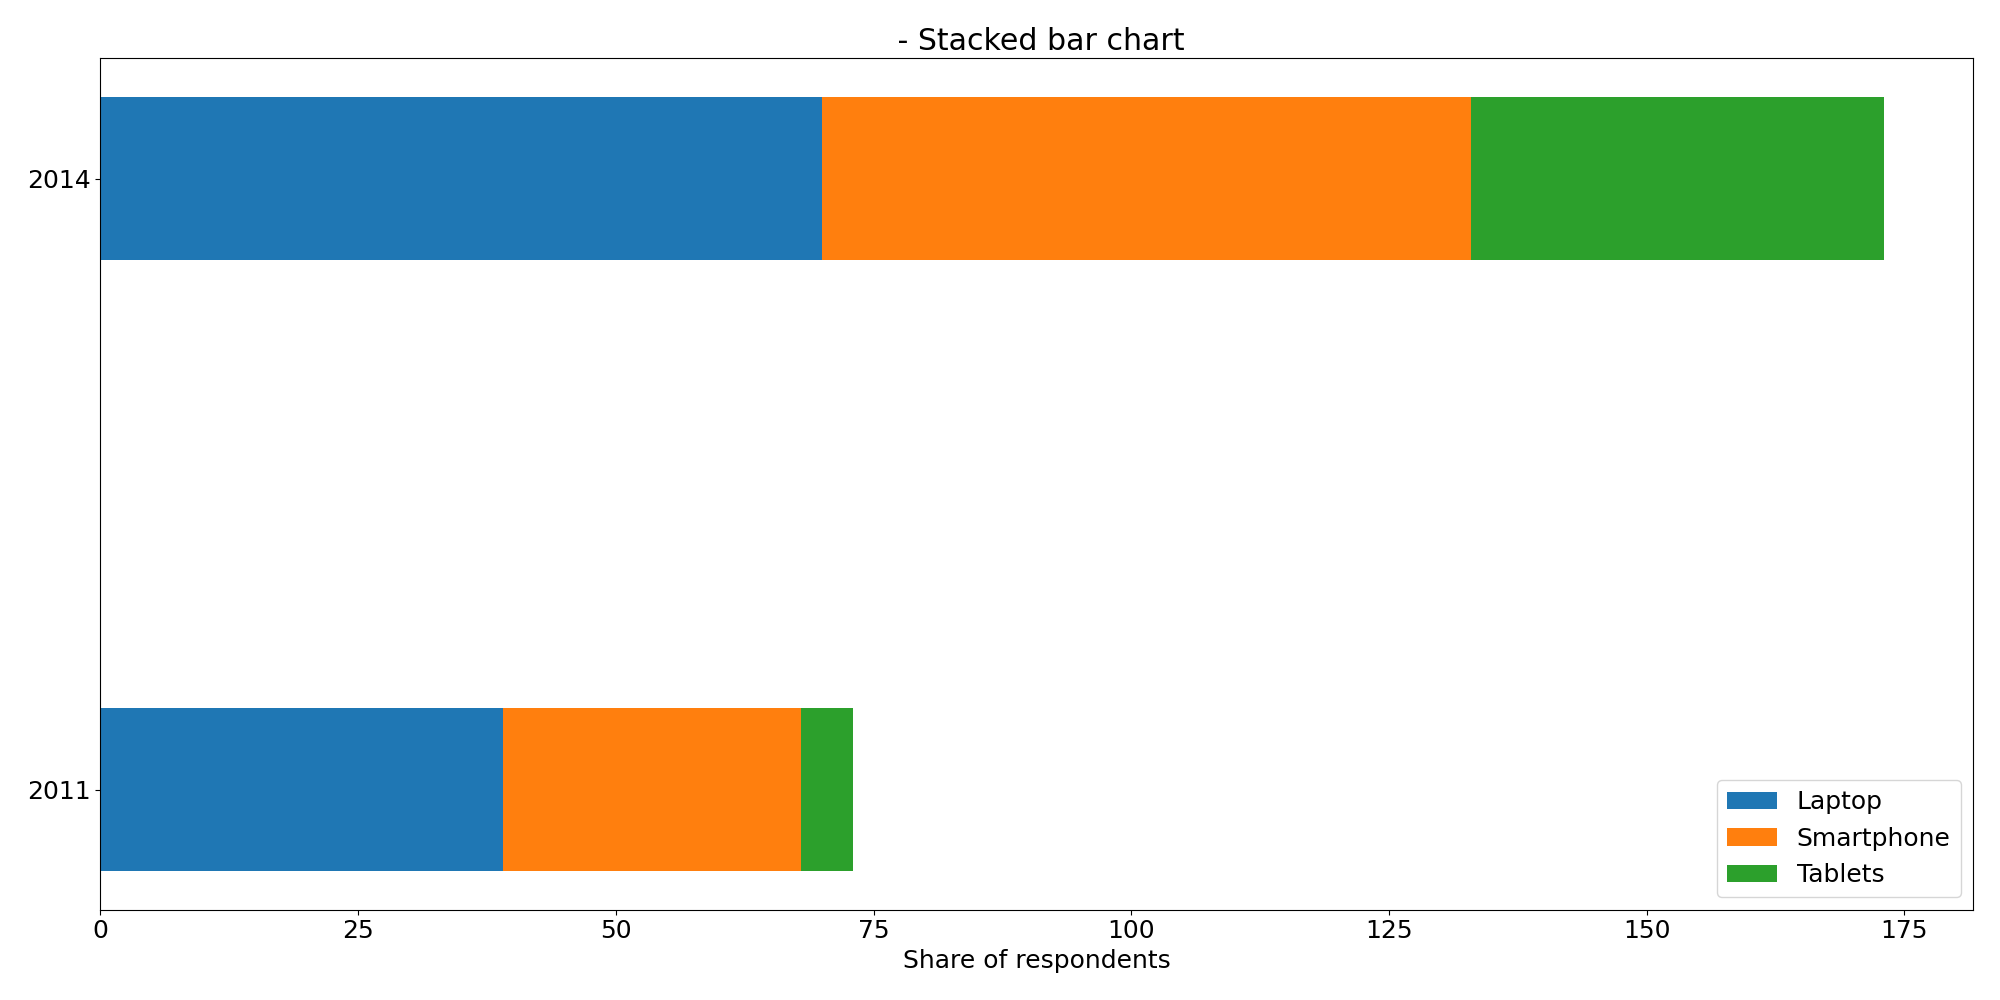 - Stacked bar chart
2014
2011
Laptop
Smartphone
Tablets
0 25 50 75 100 125 150 175
Share of respondents